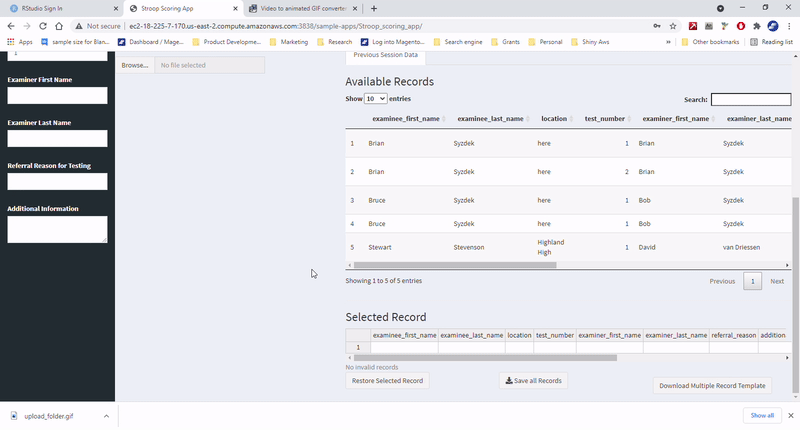 RStudio Sign In
Stroop Scoring App
Video to animated GIF converter
Not secure ec2-18-225-7-170.us-east-2.compute.amazonaws.com:3838/sample-apps/Stroop_scoring_app/
Apps sample size for Blan... Dashboard / Mage... Product Developme... Marketing Research Log into Magento... Search engine Grants Personal Shiny Aws » Other bookmarks Reading list
1
Examiner First Name
Examiner Last Name
Referral Reason for Testing
Additional Information
Browse... No file selected
Previous Session Data
Available Records
Show 10 entries Search:
examinee_first_name examinee_last_name location test_number examiner_first_name examiner_last_name
1 Brian Syzdek here 1 Brian Syzdek
2 Brian Syzdek here 2 Brian Syzdek
3 Bruce Syzdek here 1 Bob Syzdek
4 Bruce Syzdek here 1 Bob Syzdek
5 Stewart Stevenson Highland High 1 David van Driessen
Showing 1 to 5 of 5 entries Previous 1 Next
Selected Record
examinee_first_name examinee_last_name location test_number examiner_first_name examiner_last_name referral_reason addition
1
No invalid records
Restore Selected Record Save all Records Download Multiple Record Template
upload_folder.gif Show all